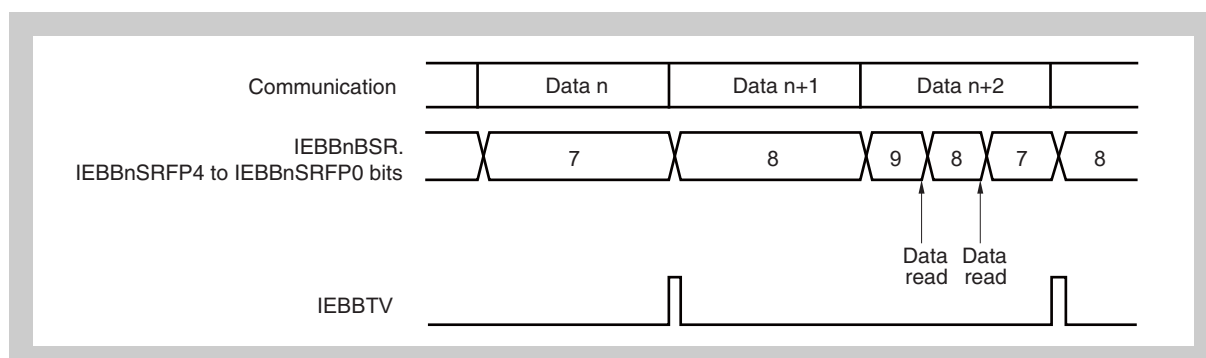 Communication
Data n
Data n+1
Data n+2
IEBBnBSR.
IEBBnSRFP4 to IEBBnSRFP0 bits
7
8
9
8
7
8
Data
read
Data
read
IEBBTV